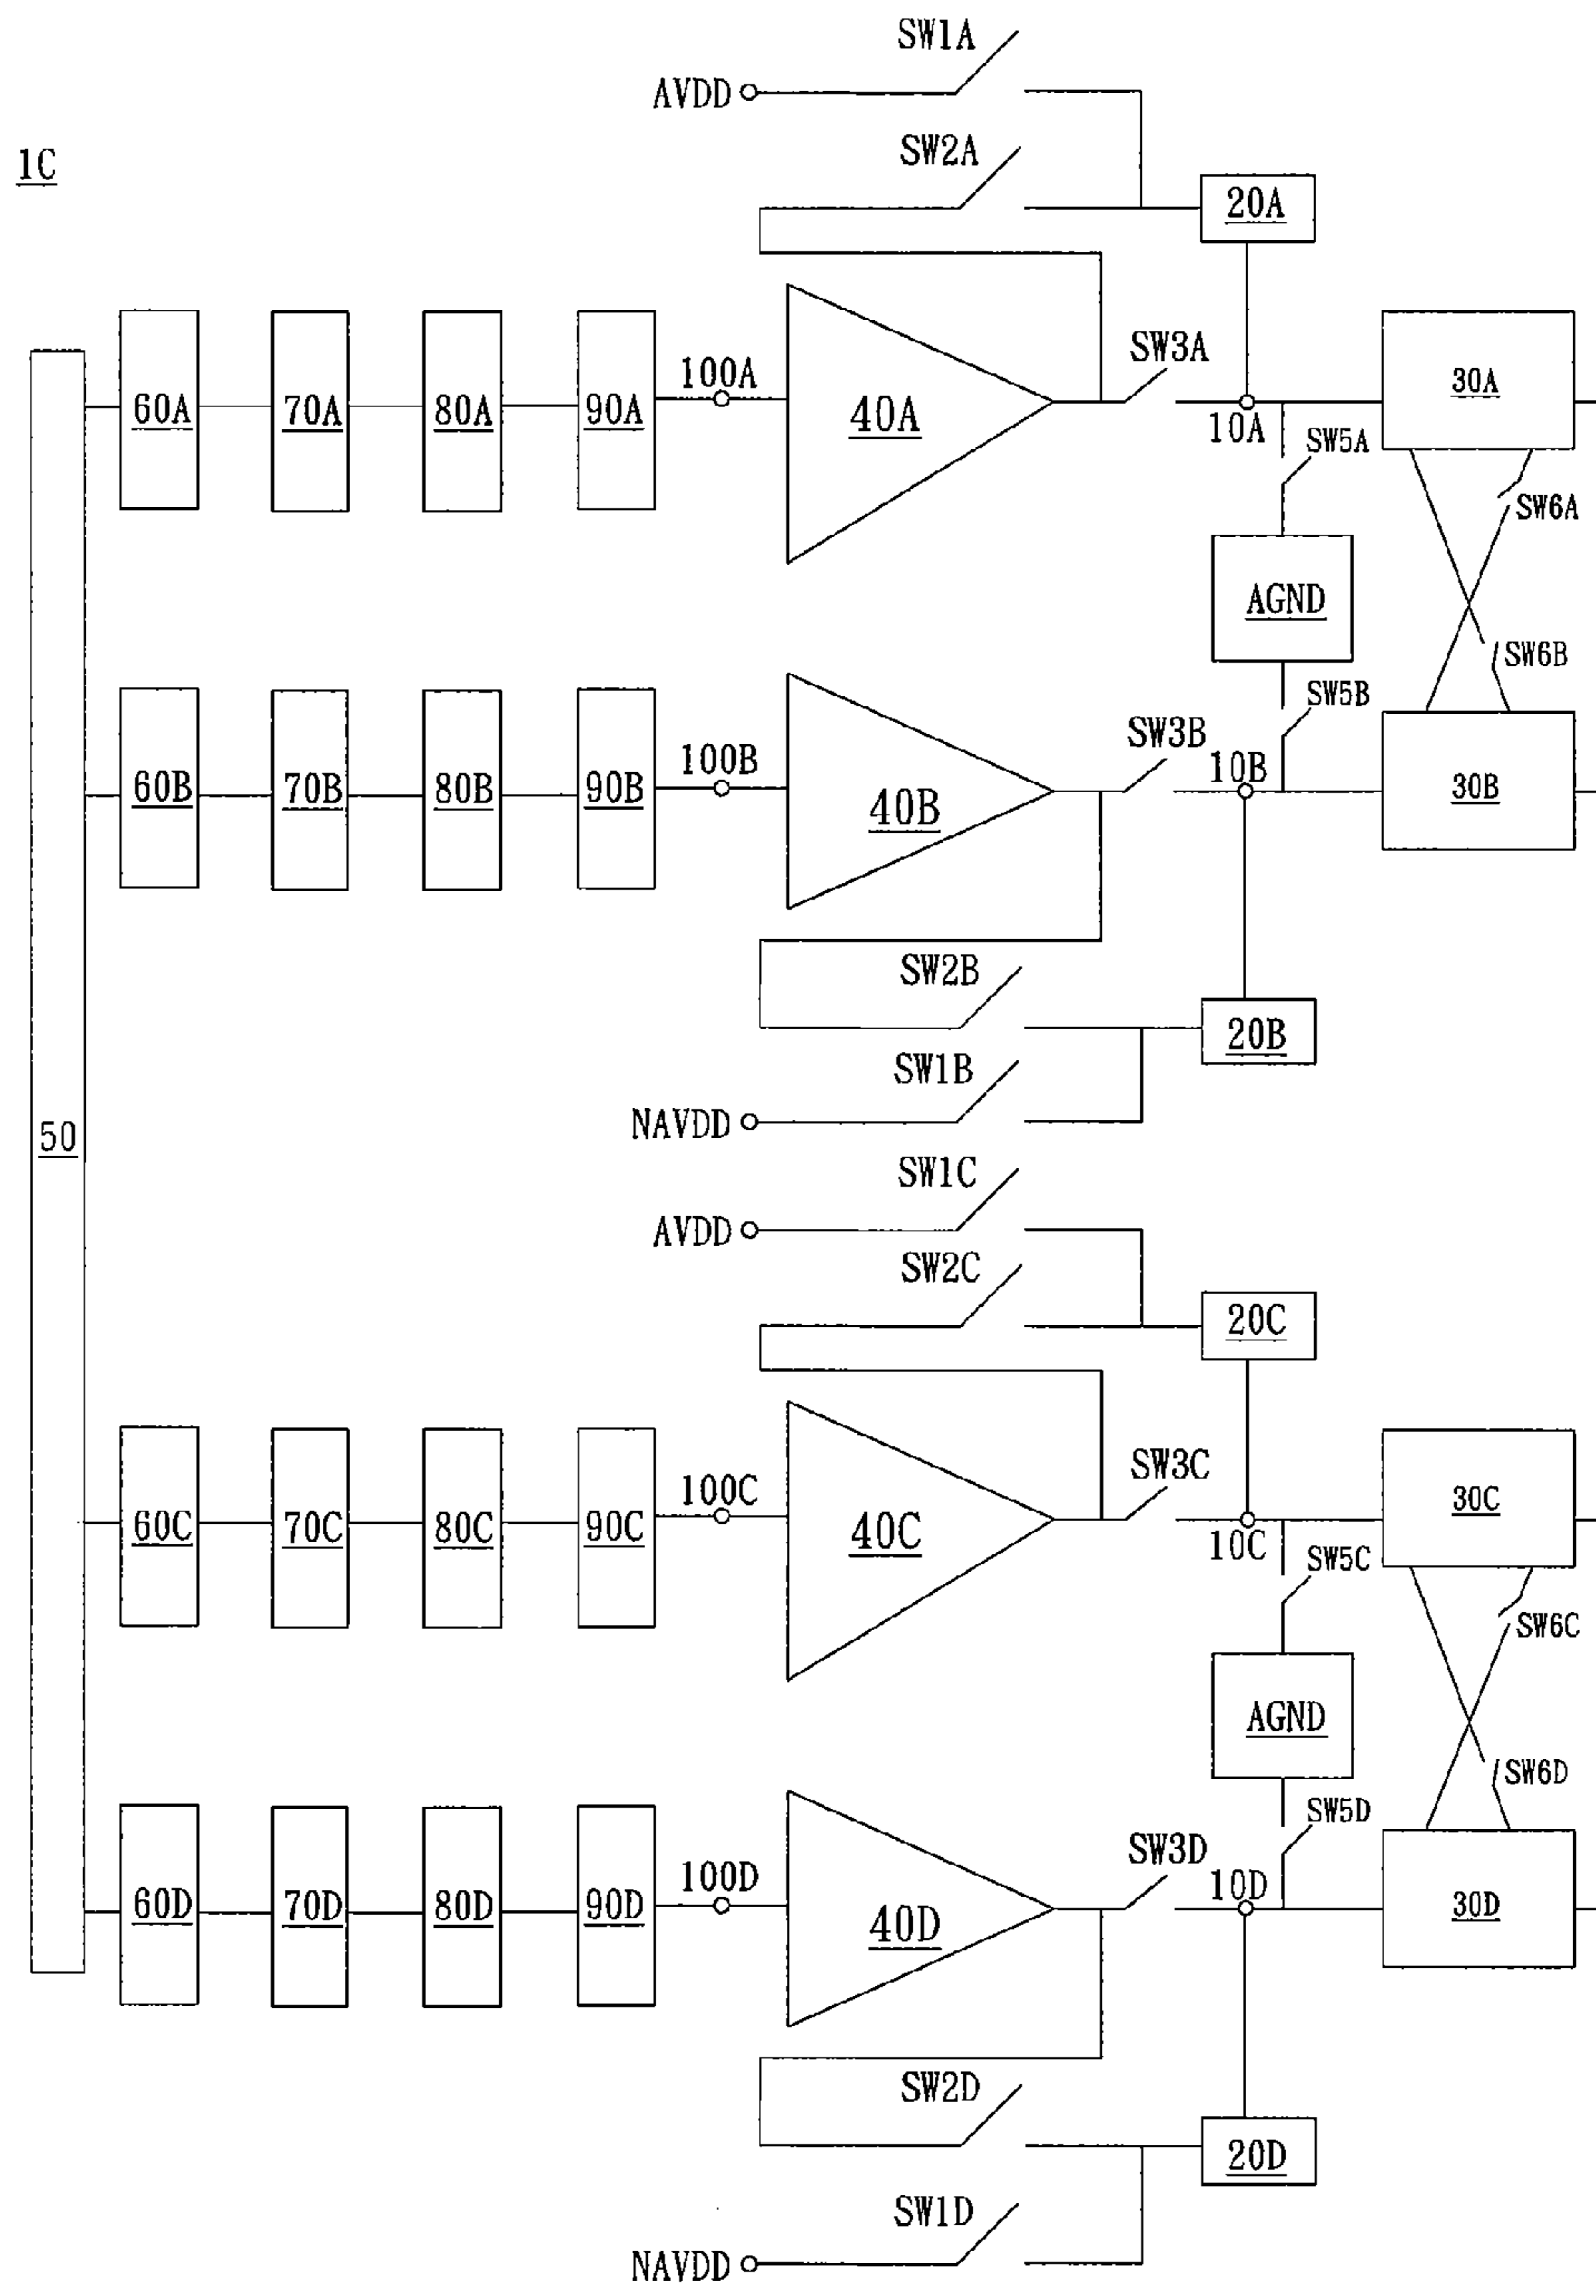 SW1A
AVDD
1C
SW2A
20A
60A
70A
80A
90A
100A
40A
SW3A
10A
30A
SW5A
SW6A
AGND
SW6B
60B
70B
80B
90B
100B
40B
SW3B
10B
SW5B
30B
SW2B
20B
SW1B
NAVDD
50
SW1C
AVDD
SW2C
20C
60C
70C
80C
90C
100C
40C
SW3C
10C
30C
SW5C
SW6C
AGND
SW6D
60D
70D
80D
90D
100D
40D
SW3D
10D
SW5D
30D
SW2D
20D
SW1D
NAVDD